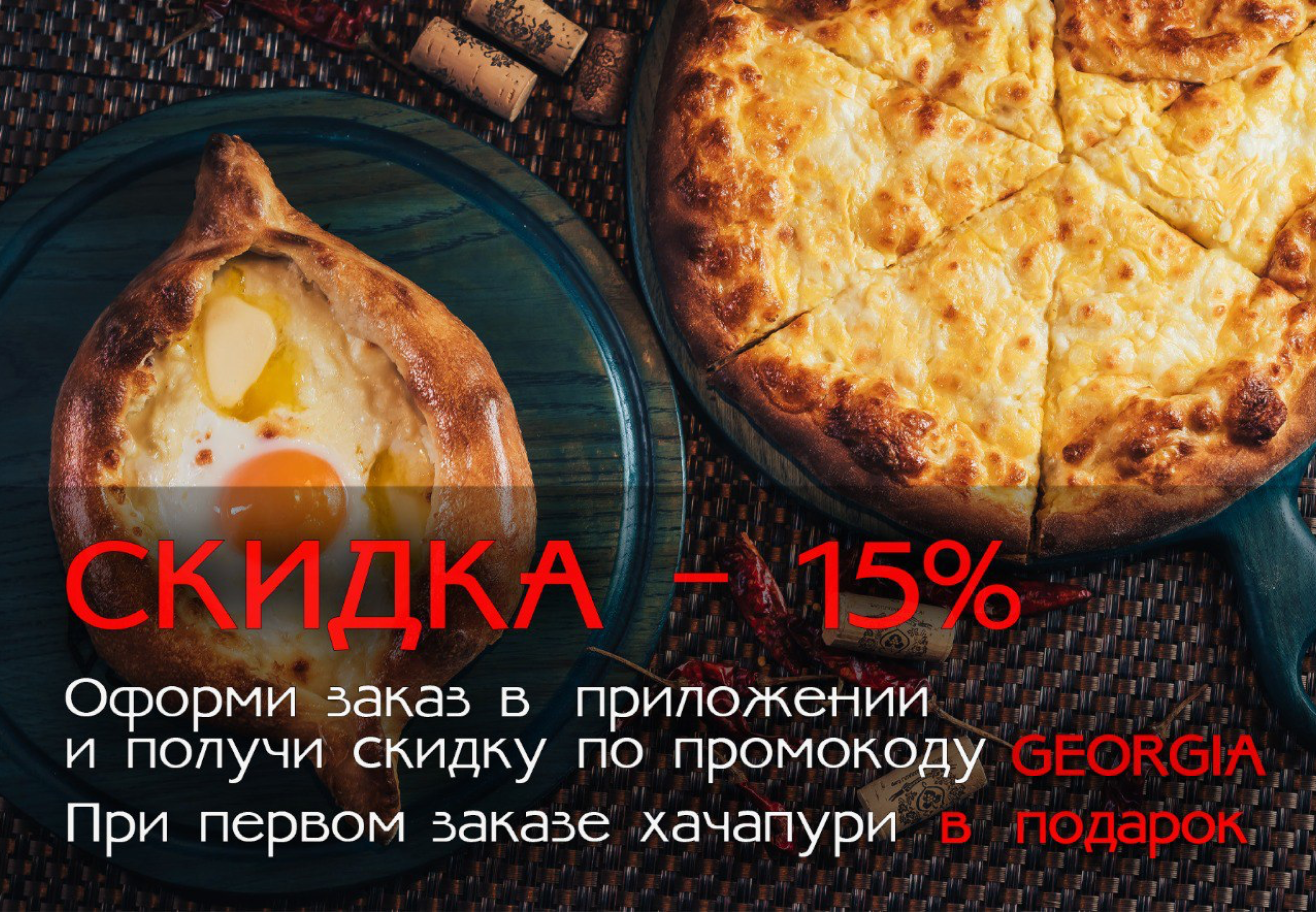 СКИДКА - 15%
Оформи заказ в приложении
и получи скидку по промокоду GEORGIA
При первом заказе хачапури в подарок